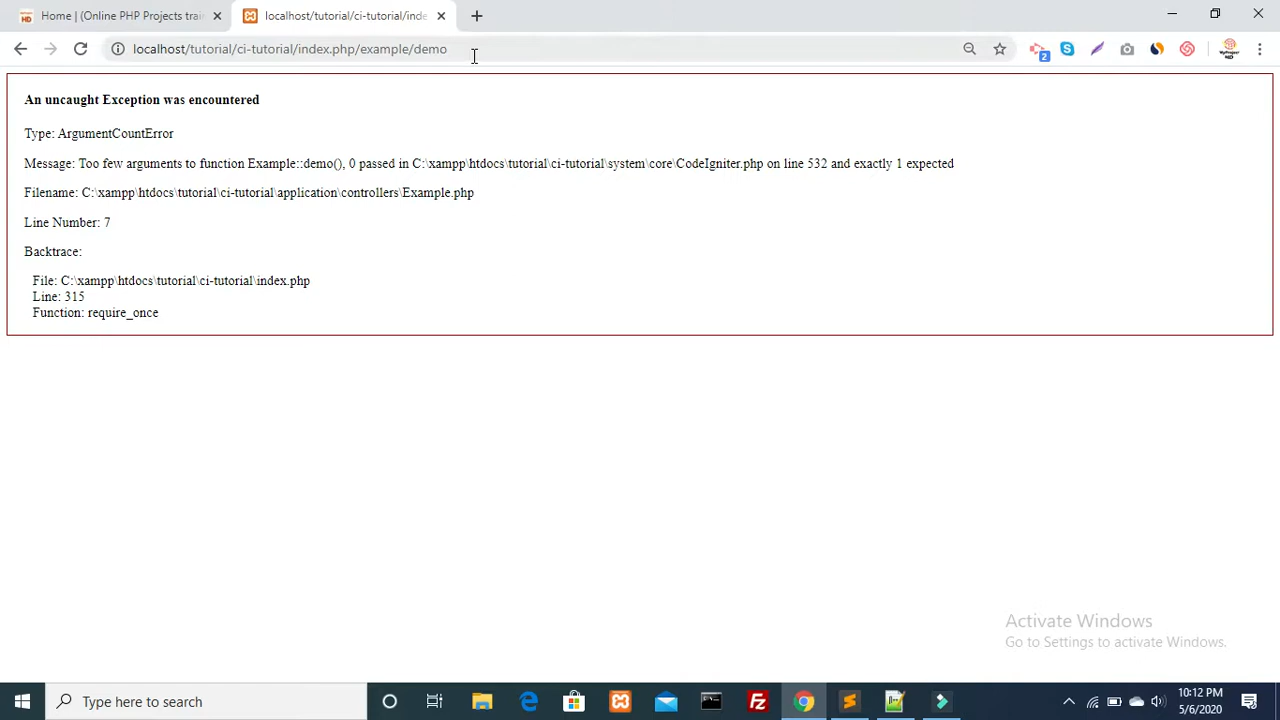 Home | (Online PHP Projects trai
localhost/tutorial/ci-tutorial/inde
localhost/tutorial/ci-tutorial/index.php/example/demo
2
An uncaught Exception was encountered
Type: ArgumentCountError
Message: Too few arguments to function Example::demo(), 0 passed in C:\xampp\htdocs\tutorial\ci-tutorial\system\core\CodeIgniter.php on line 532 and exactly 1 expected
Filename: C:\xampp\htdocs\tutorial\ci-tutorial\application\controllers\Example.php
Line Number: 7
Backtrace:
File: C:\xampp\htdocs\tutorial\ci-tutorial\index.php
Line: 315
Function: require_once
Activate Windows
Go to Settings to activate Windows.
Type here to search
10:12 PM
5/6/2020